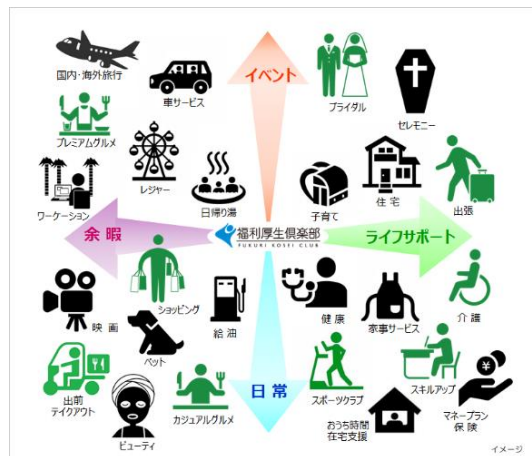 イベント
国内・海外旅行
車サービス
ブライダル
セレモニー
プレミアムグルメ
レジャー
日帰り湯
子育て
住宅
出張
ワーケーション
余暇
福利厚生倶楽部
FUKURI KOSEI CLUB
ライフサポート
ショッピング
映画
ペット
給油
健康
家事サービス
介護
出前
テイクアウト
ビューティ
カジュアルグルメ
日常
スポーツクラブ
おうち時間
在宅支援
スキルアップ
マネープラン
保険
¥
イメージ